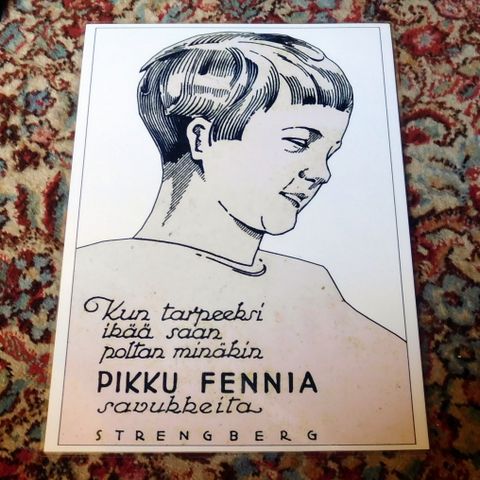 Kun tarpeeksi
ikää saan
poltan minäkin
PIKKU FENNIA
savukkeita
STRENGBERG